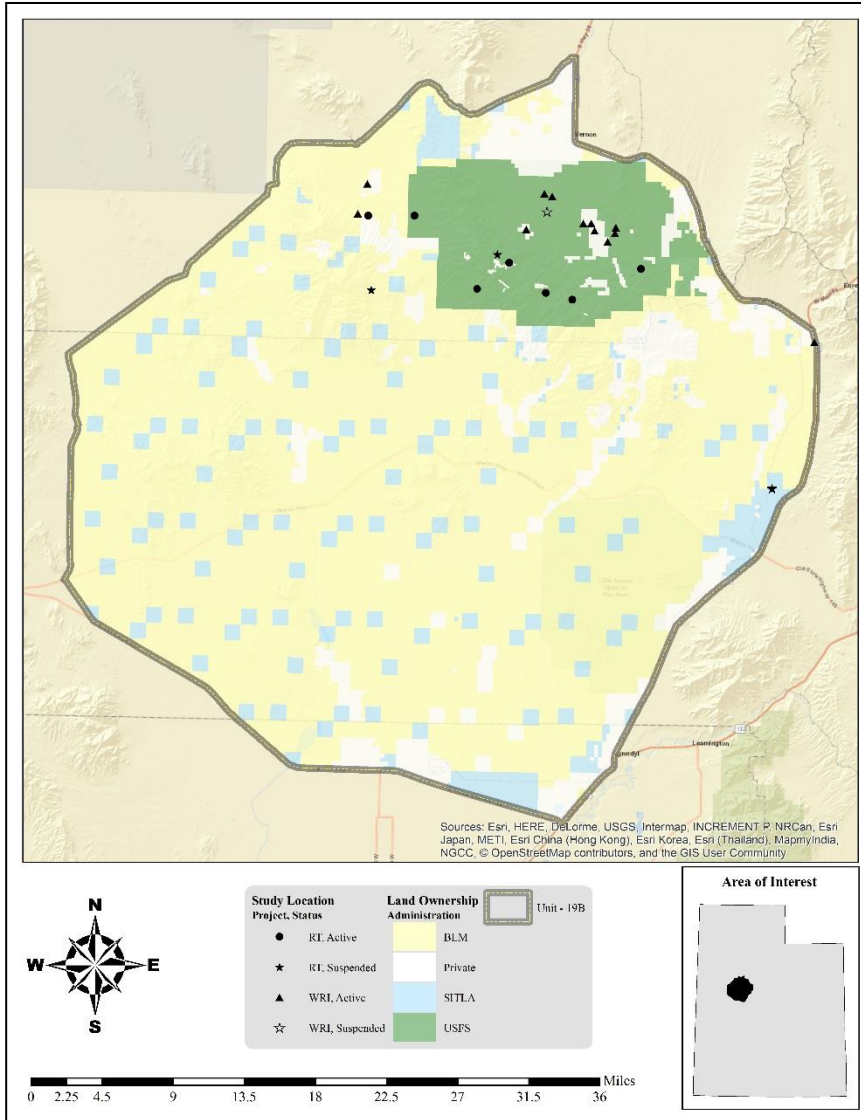 Vernon
Leamington
132
Sources: Esri, HERE, DeLorme, USGS, Intermap, INCREMENT P, NRCan, Esri
Japan, METI, Esri China (Hong Kong), Esri Korea, Esri (Thailand), MapmyIndia,
NGCC, © OpenStreetMap contributors, and the GIS User Community
N
W
E
S
Study Location
Project, Status
RT, Active
RT, Suspended
WRI, Active
WRI, Suspended
Land Ownership
Administration
BLM
Private
SITLA
USFS
Unit - 19B
Area of Interest
Miles
0 2.25 4.5 9 13.5 18 22.5 27 31.5 36